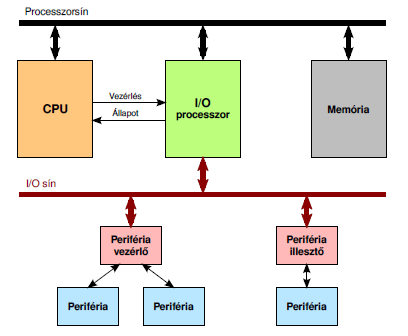 Processzorsín
CPU
Vezérlés
Állapot
I/O
processzor
Memória
I/O sín
Periféria
vezérlő
Periféria
illesztő
Periféria
Periféria
Periféria